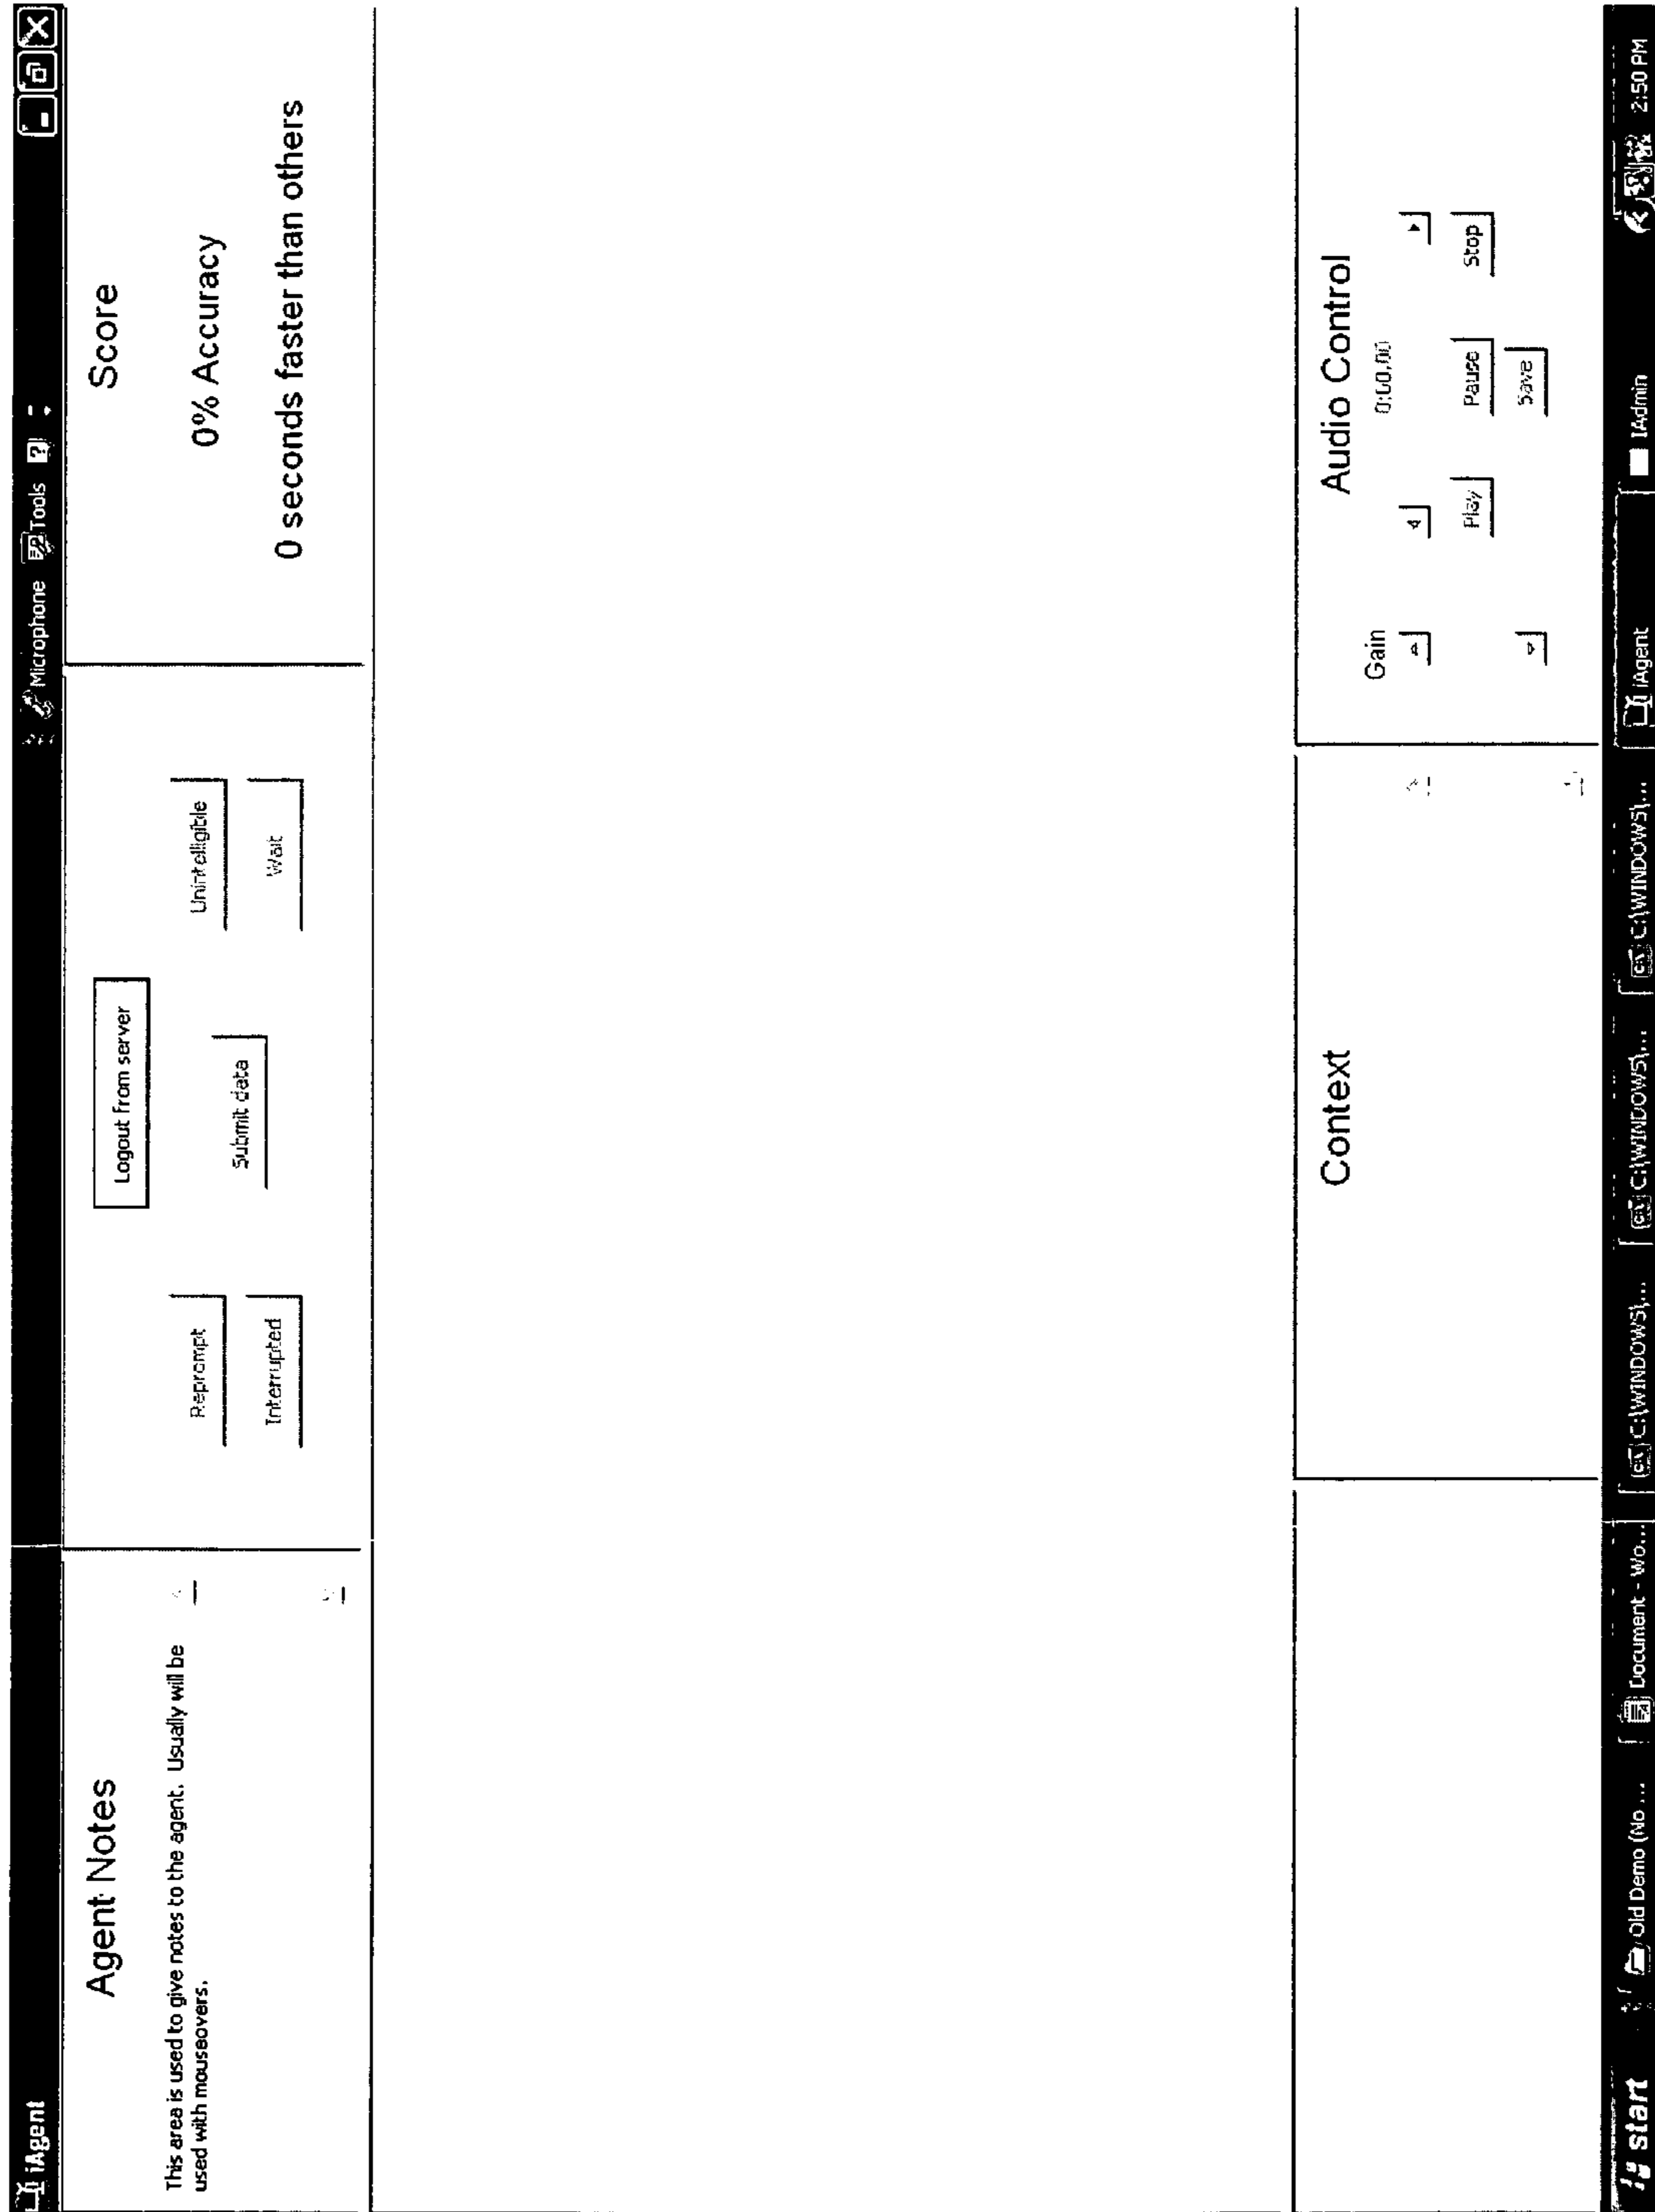 iAgent
Microphone Tools
Agent Notes
This area is used to give notes to the agent. Usually will be
used with mouseovers.
Logout from server
Reprompt
Unintelligible
Submit data
Interrupted
Wait
Score
0% Accuracy
0 seconds faster than others
Context
Audio Control
Gain
0:00.00
Play
Pause
Stop
Save
start
Old Demo (No ...
Document - Wo...
C:\WINDOWS\...
C:\WINDOWS\...
C:\WINDOWS\...
iAgent
IAdmin
2:50 PM